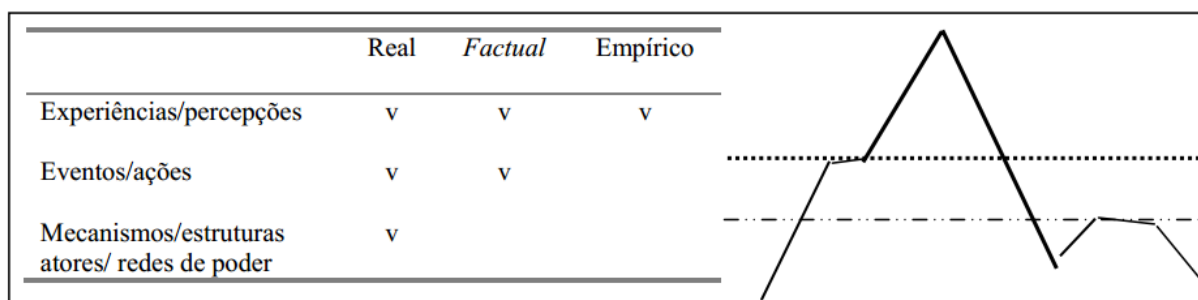 Real Factual Empírico
Experiências/percepções v v v
Eventos/ações v v
Mecanismos/estruturas v
atores/ redes de poder